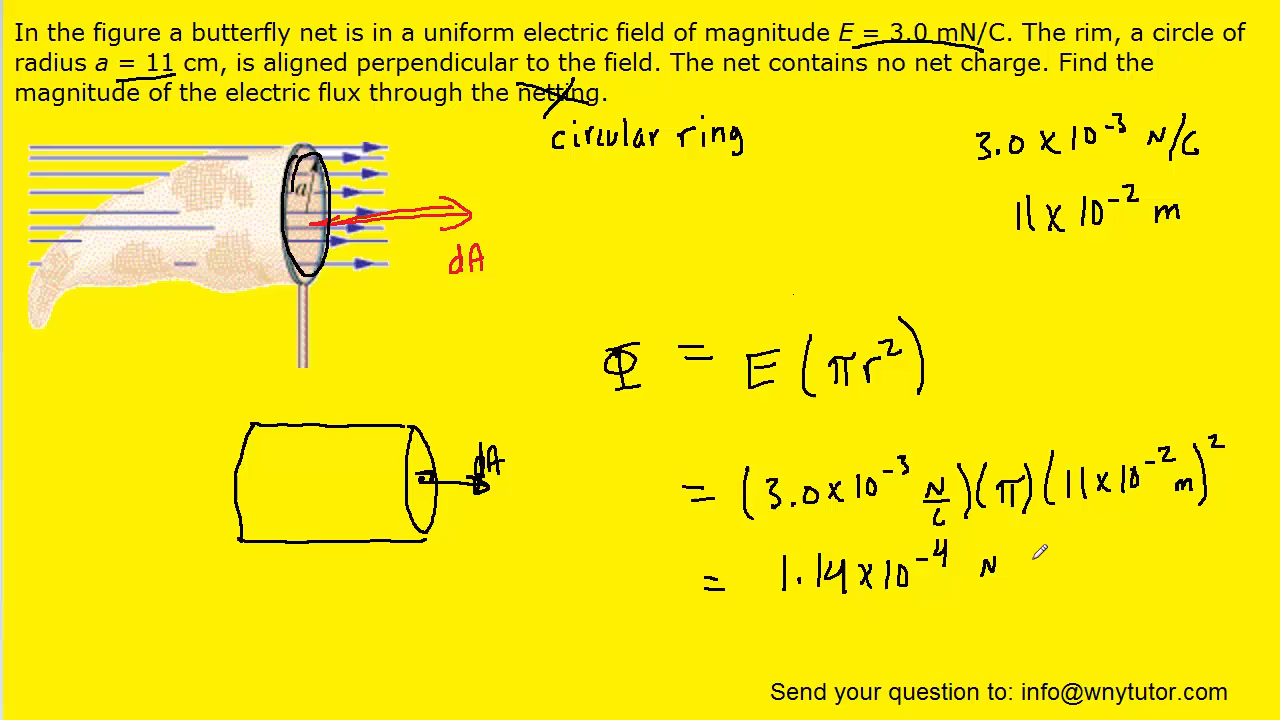 In the figure a butterfly net is in a uniform electric field of magnitude E = 3.0 mN/C. The rim, a circle of
radius a = 11 cm, is aligned perpendicular to the field. The net contains no net charge. Find the
magnitude of the electric flux through the netting.
circular ring
3.0 x 10⁻³ N/C
11 x 10⁻² m
a
dA
Φ = E (πr²)
dA
= (3.0 x 10⁻³ N/C)(π)(11 x 10⁻² m)²
= 1.14 x 10⁻⁴ N
Send your question to: info@wnytutor.com